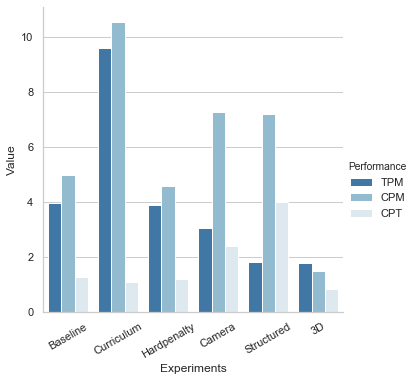 10
8
6
4
2
0
Value
Baseline
Curriculum
Hardpenalty
Camera
Structured
3D
Experiments
Performance
TPM
CPM
CPT